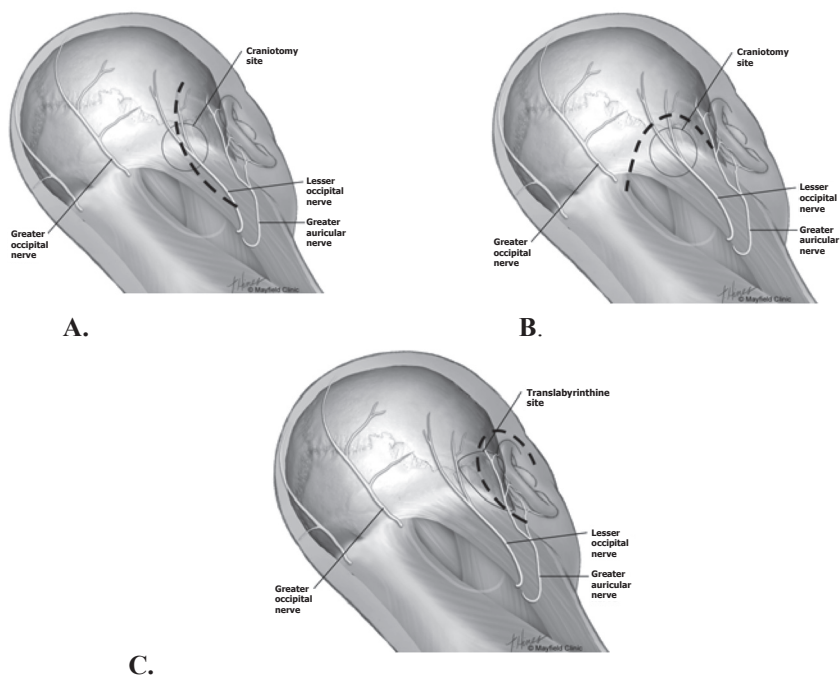 Craniotomy
site
Lesser
occipital
nerve
Greater
auricular
nerve
Greater
occipital
nerve
© Mayfield Clinic
A.
Craniotomy
site
Lesser
occipital
nerve
Greater
auricular
nerve
Greater
occipital
nerve
© Mayfield Clinic
B.
Translabyrinthine
site
Lesser
occipital
nerve
Greater
auricular
nerve
Greater
occipital
nerve
© Mayfield Clinic
C.